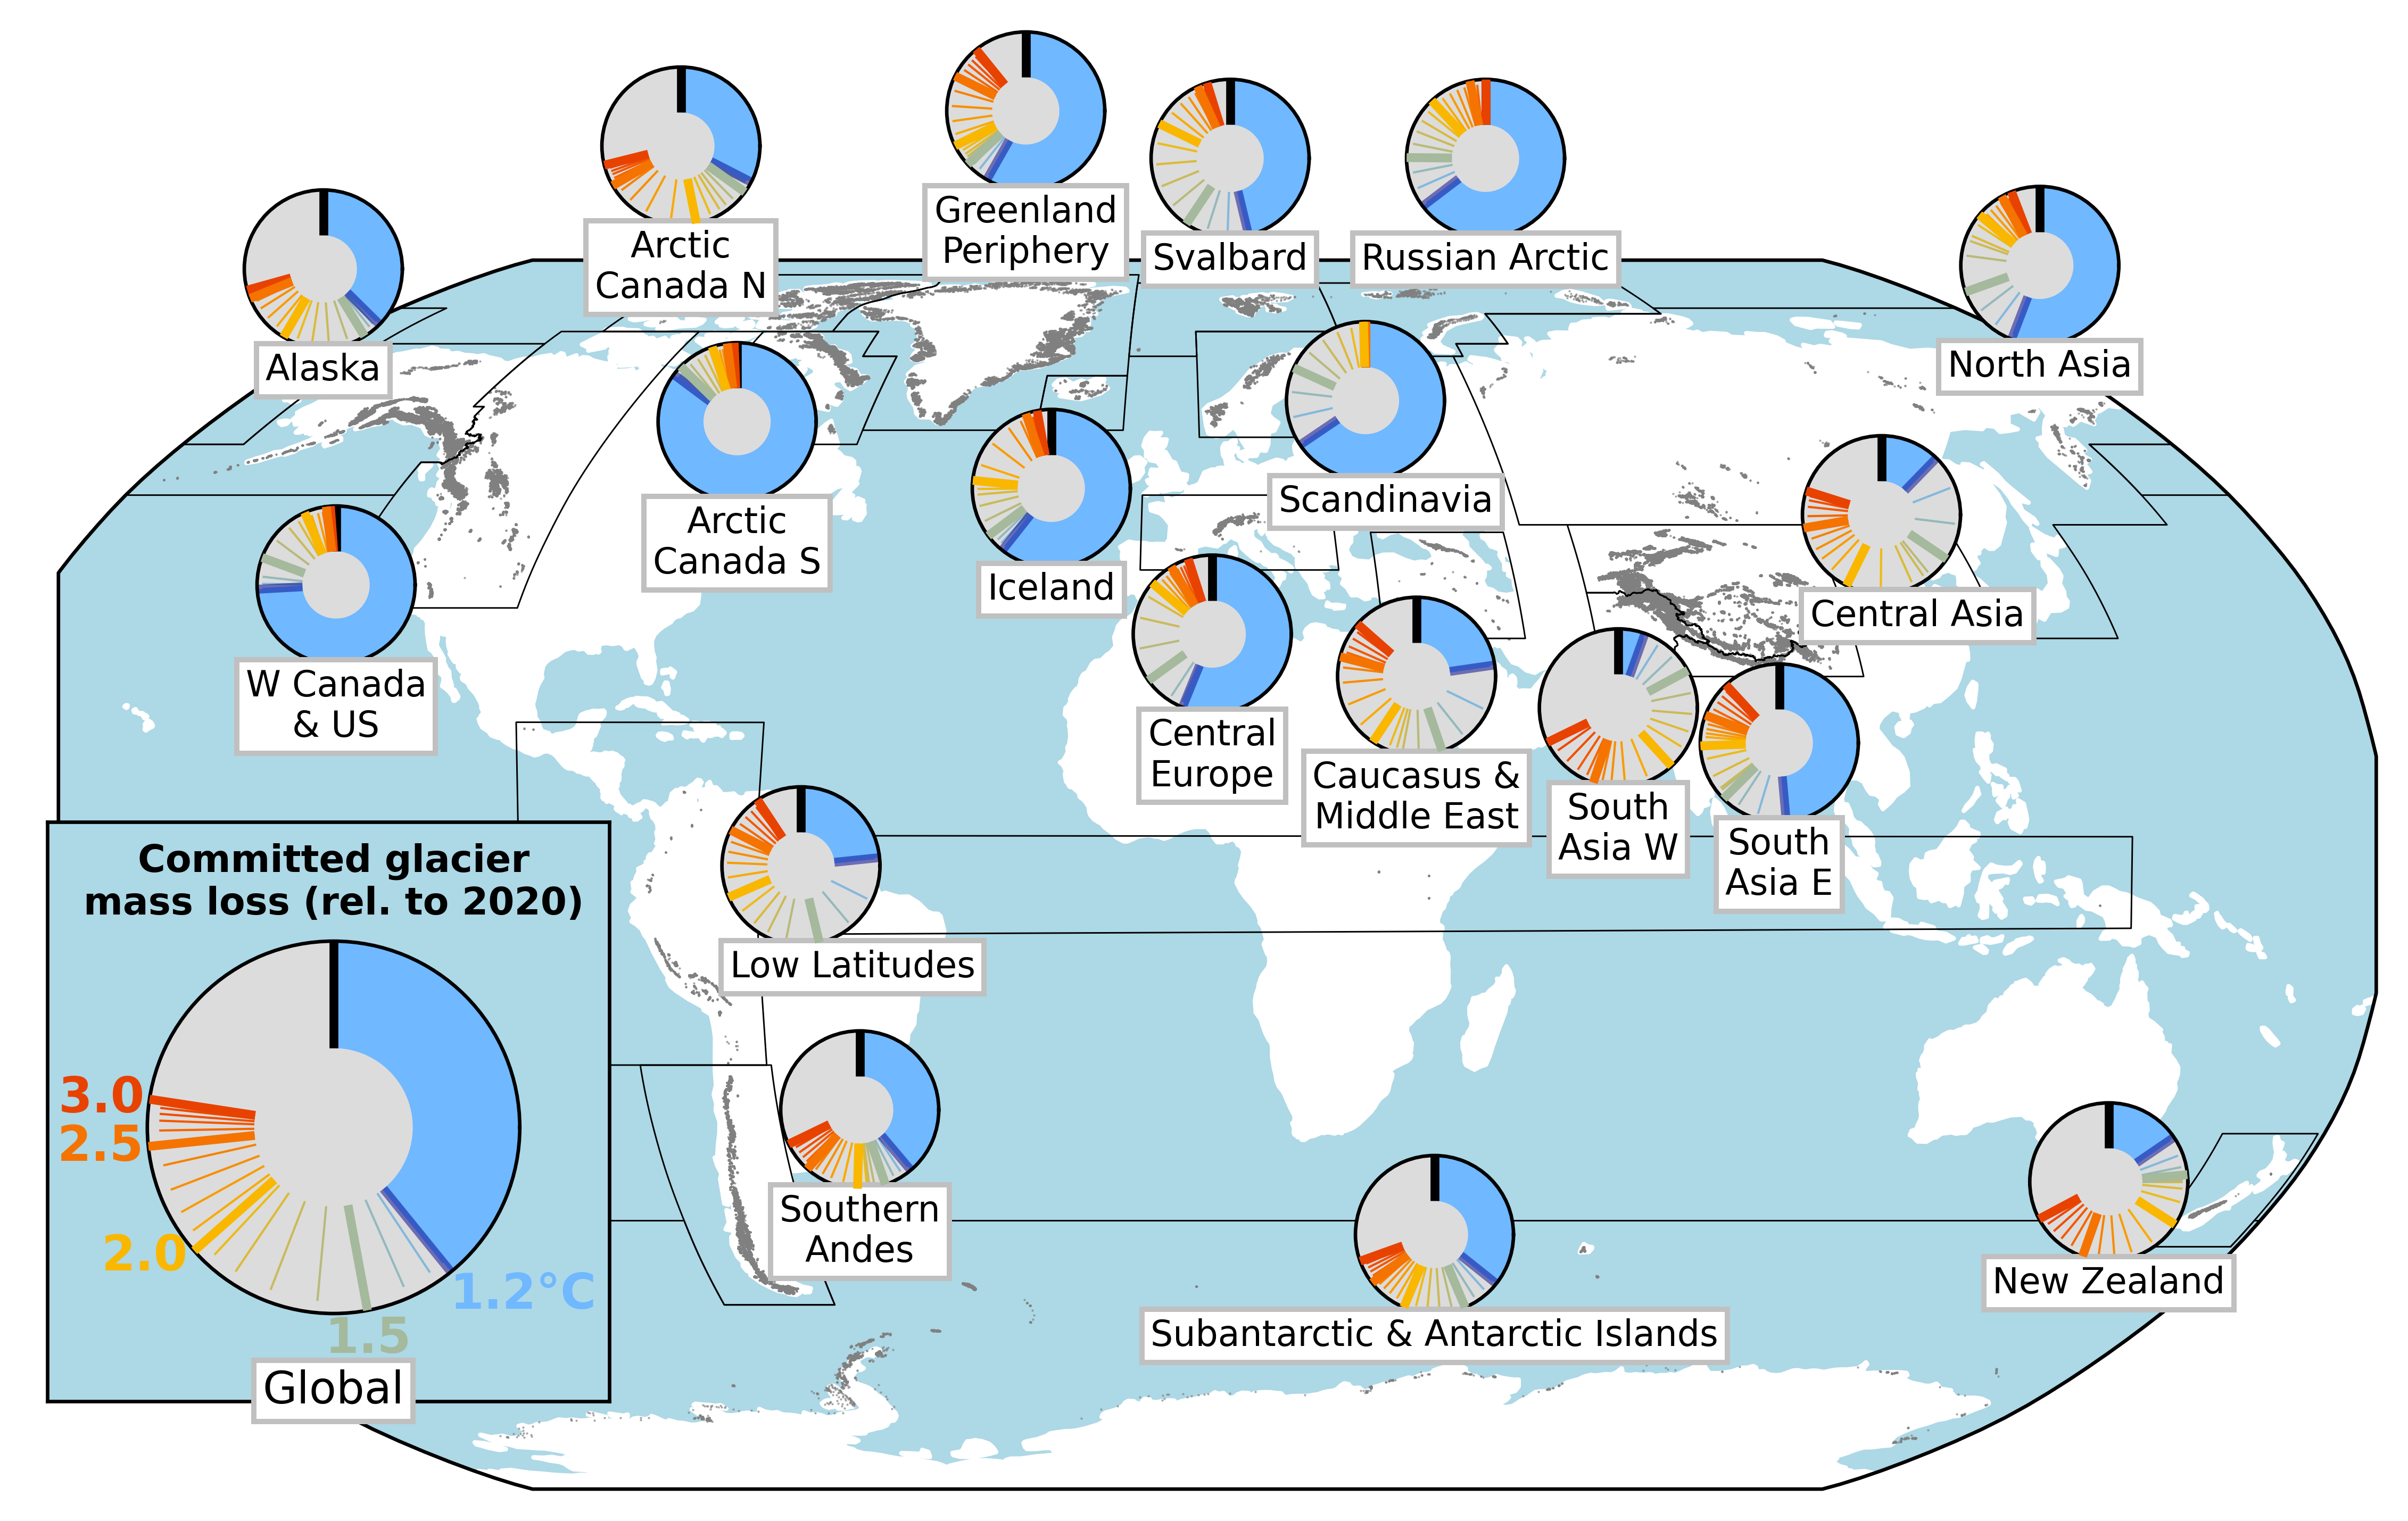 Greenland
Periphery
Arctic
Canada N
Svalbard
Russian Arctic
Alaska
North Asia
Arctic
Canada S
Scandinavia
Iceland
Central Asia
W Canada
& US
Central
Europe
Caucasus &
Middle East
South
Asia W
South
Asia E
Committed glacier
mass loss (rel. to 2020)
Low Latitudes
3.0
2.5
2.0
1.2°C
1.5
Global
Southern
Andes
New Zealand
Subantarctic & Antarctic Islands